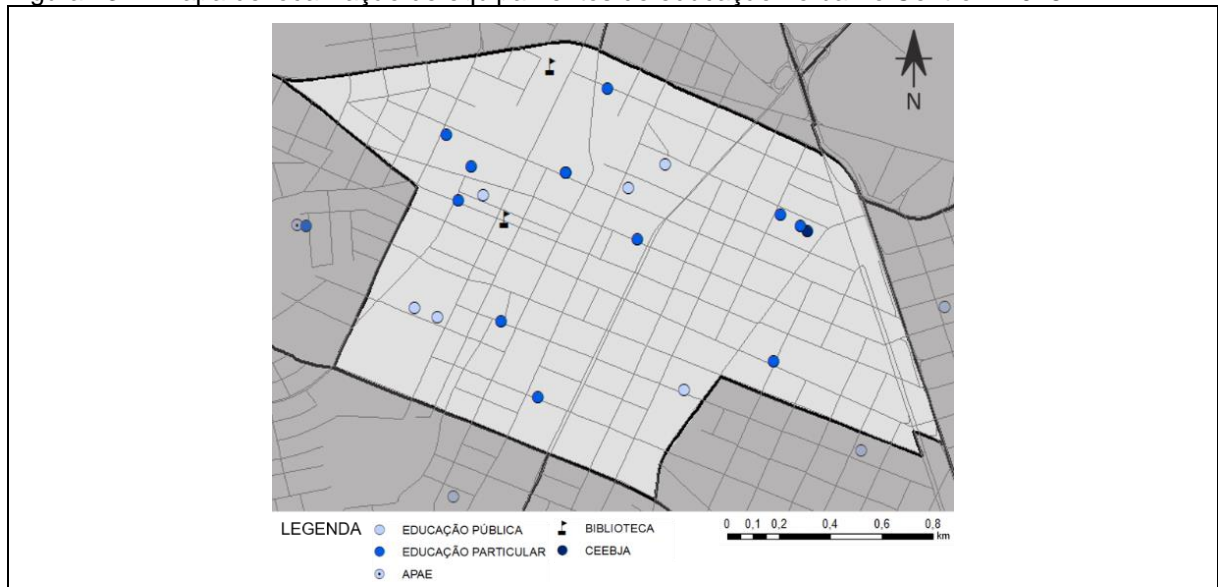 N
LEGENDA
EDUCAÇÃO PÚBLICA
EDUCAÇÃO PARTICULAR
APAE
BIBLIOTECA
CEEBJA
0 0,1 0,2 0,4 0,6 0,8
km